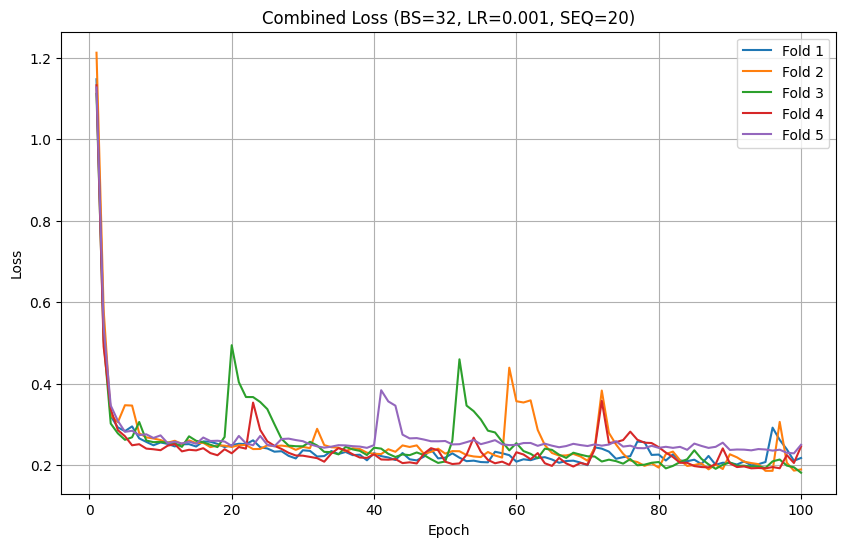 Combined Loss (BS=32, LR=0.001, SEQ=20)
Fold 1
Fold 2
Fold 3
Fold 4
Fold 5
Loss
1.2
1.0
0.8
0.6
0.4
0.2
0
20
40
60
80
100
Epoch